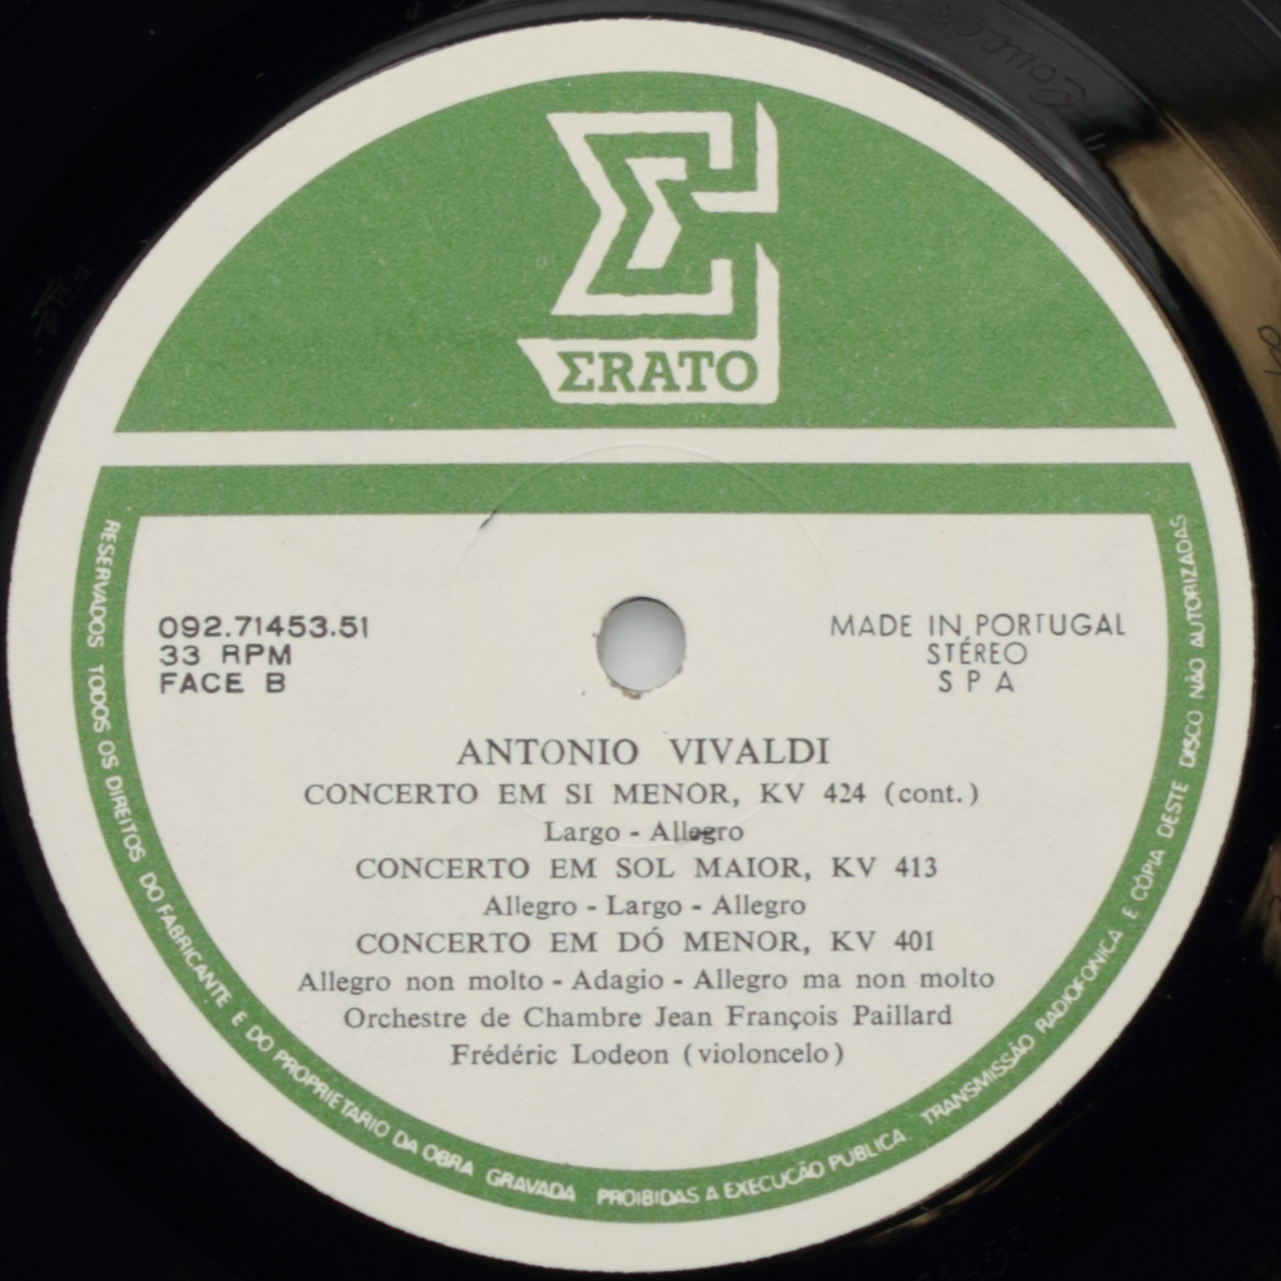 ΣRATO
092.71453.51
33 RPM
FACE B
MADE IN PORTUGAL
STÉREO
S P A
ANTONIO VIVALDI
CONCERTO EM SI MENOR, KV 424 (cont.)
Largo - Allegro
CONCERTO EM SOL MAIOR, KV 413
Allegro - Largo - Allegro
CONCERTO EM DÓ MENOR, KV 401
Allegro non molto - Adagio - Allegro ma non molto
Orchestre de Chambre Jean François Paillard
Frédéric Lodeon (violoncelo)
RESERVADOS TODOS OS DIREITOS DO FABRICANTE E DO PROPRIETARIO DA OBRA GRAVADA PROIBIDAS A EXECUCÃO PUBLICA. TRANSMISSÃO RADIOFONICA E CÓPIA DESTE DISCO NÃO AUTORIZADAS